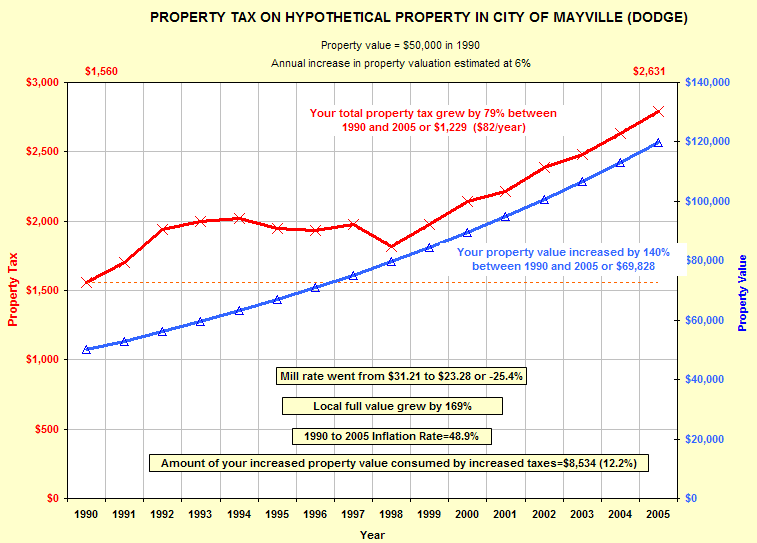 PROPERTY TAX ON HYPOTHETICAL PROPERTY IN CITY OF MAYVILLE (DODGE)
Property value = $50,000 in 1990
Annual increase in property valuation estimated at 6%
$1,560
$2,631
$3,000
$2,500
$2,000
$1,500
$1,000
$500
$0
Property Tax
$140,000
$120,000
$100,000
$80,000
$60,000
$40,000
$20,000
$0
Property Value
Your total property tax grew by 79% between
1990 and 2005 or $1,229 ($82/year)
Your property value increased by 140%
between 1990 and 2005 or $69,828
Mill rate went from $31.21 to $23.28 or -25.4%
Local full value grew by 169%
1990 to 2005 Inflation Rate=48.9%
Amount of your increased property value consumed by increased taxes=$8,534 (12.2%)
1990 1991 1992 1993 1994 1995 1996 1997 1998 1999 2000 2001 2002 2003 2004 2005
Year